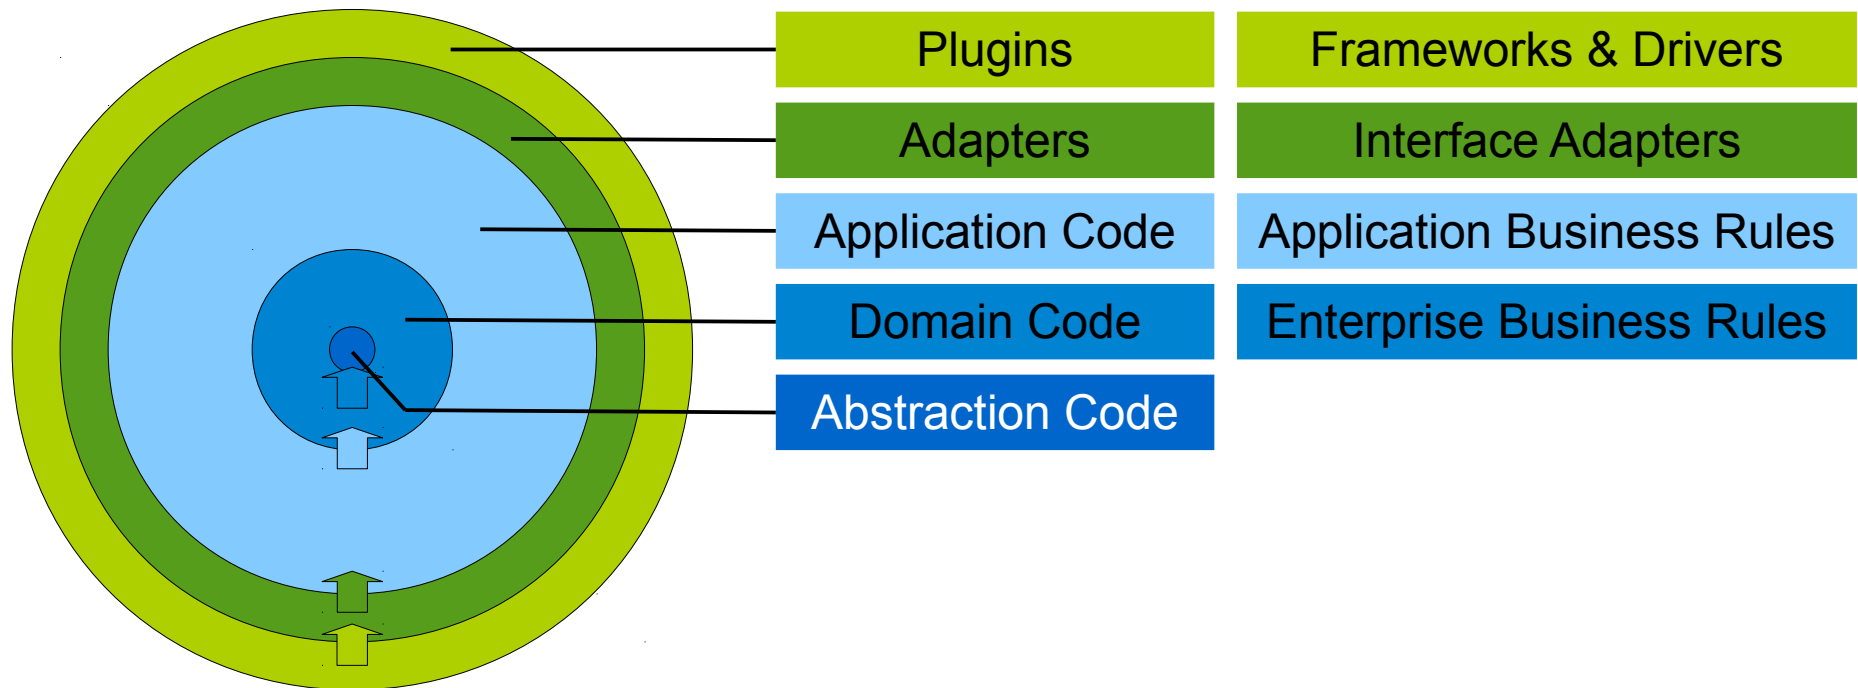 Plugins
Frameworks & Drivers
Adapters
Interface Adapters
Application Code
Application Business Rules
Domain Code
Enterprise Business Rules
Abstraction Code